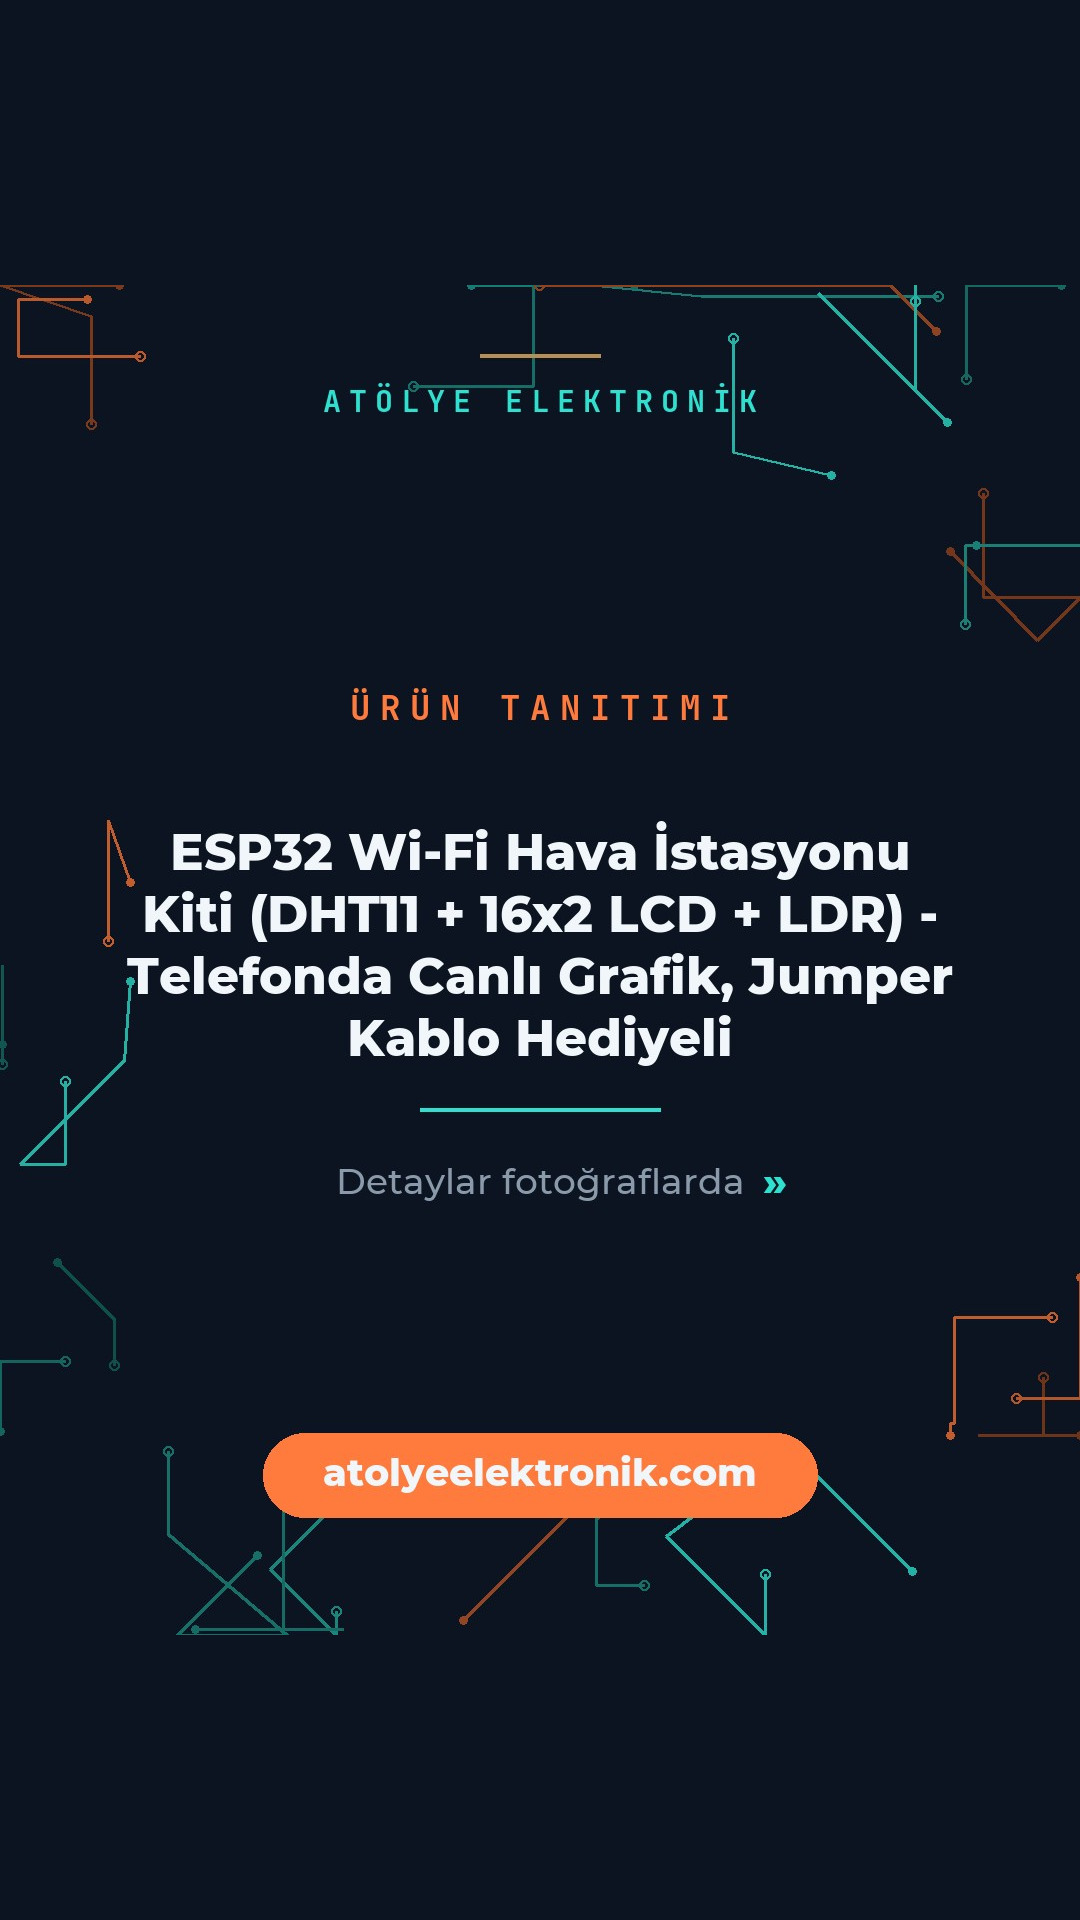 ATÖLYE ELEKTRONİK
ÜRÜN TANITIMI
ESP32 Wi-Fi Hava İstasyonu
Kiti (DHT11 + 16x2 LCD + LDR) -
Telefonda Canlı Grafik, Jumper
Kablo Hediyeli
Detaylar fotoğraflarda »
atolyeelektronik.com